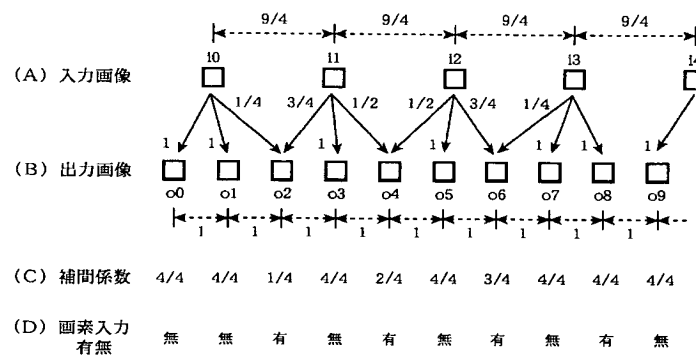 9/4 9/4 9/4 9/4
i0 i1 i2 i3 i4
(A) 入力画像
1/4 3/4 1/2 1/2 3/4 1/4
1 1 1 1 1 1 1
(B) 出力画像
o0 o1 o2 o3 o4 o5 o6 o7 o8 o9
1 1 1 1 1 1 1 1 1
(C) 補間係数 4/4 4/4 1/4 4/4 2/4 4/4 3/4 4/4 4/4 4/4
(D) 画素入力 有無 無 無 有 無 有 無 有 無 有 無